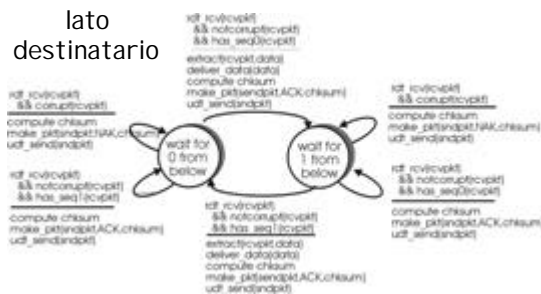 lato
destinatario
rdt_rcv(rcvpkt)
&& notcorrupt(rcvpkt)
&& has_seq0(rcvpkt)
extract(rcvpkt,data)
deliver_data(data)
compute chksum
make_pkt(sendpkt,ACK,chksum)
udt_send(sndpkt)
rdt_rcv(rcvpkt)
&& corrupt(rcvpkt)
compute chksum
make_pkt(sndpkt,NAK,chksum)
udt_send(sndpkt)
rdt_rcv(rcvpkt)
&& notcorrupt(rcvpkt)
&& has_seq1(rcvpkt)
compute chksum
make_pkt(sndpkt,ACK,chksum)
udt_send(sndpkt)
wait for
0 from
below
wait for
1 from
below
rdt_rcv(rcvpkt)
&& corrupt(rcvpkt)
compute chksum
make_pkt(sndpkt,NAK,chksum)
udt_send(sndpkt)
rdt_rcv(rcvpkt)
&& notcorrupt(rcvpkt)
&& has_seq0(rcvpkt)
compute chksum
make_pkt(sndpkt,ACK,chksum)
udt_send(sndpkt)
rdt_rcv(rcvpkt)
&& notcorrupt(rcvpkt)
&& has_seq1(rcvpkt)
extract(rcvpkt,data)
deliver_data(data)
compute chksum
make_pkt(sendpkt,ACK,chksum)
udt_send(sndpkt)